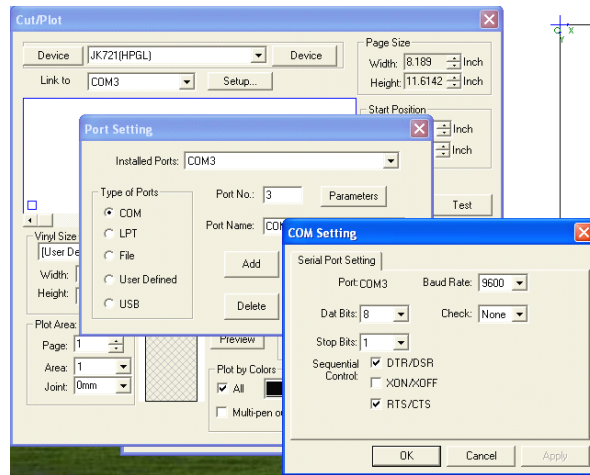 Cut/Plot
Device JK721(HPGL) Device
Link to COM3 Setup...
Page Size
Width: 8.189 Inch
Height: 11.6142 Inch
Start Position
Inch
Inch
Test
Port Setting
Installed Ports: COM3
Type of Ports
COM
LPT
File
User Defined
USB
Port No.: 3 Parameters
Port Name:
Add
Delete
Vinyl Size
Width:
Height:
Plot Area:
Page: 1
Area: 1
Joint: 0mm
Preview
Plot by Colors
All
Multi-pen
COM Setting
Serial Port Setting
Port: COM3 Baud Rate: 9600
Dat Bits: 8 Check: None
Stop Bits: 1
Sequential
Control:
DTR/DSR
XON/XOFF
RTS/CTS
OK Cancel Apply
X
Y